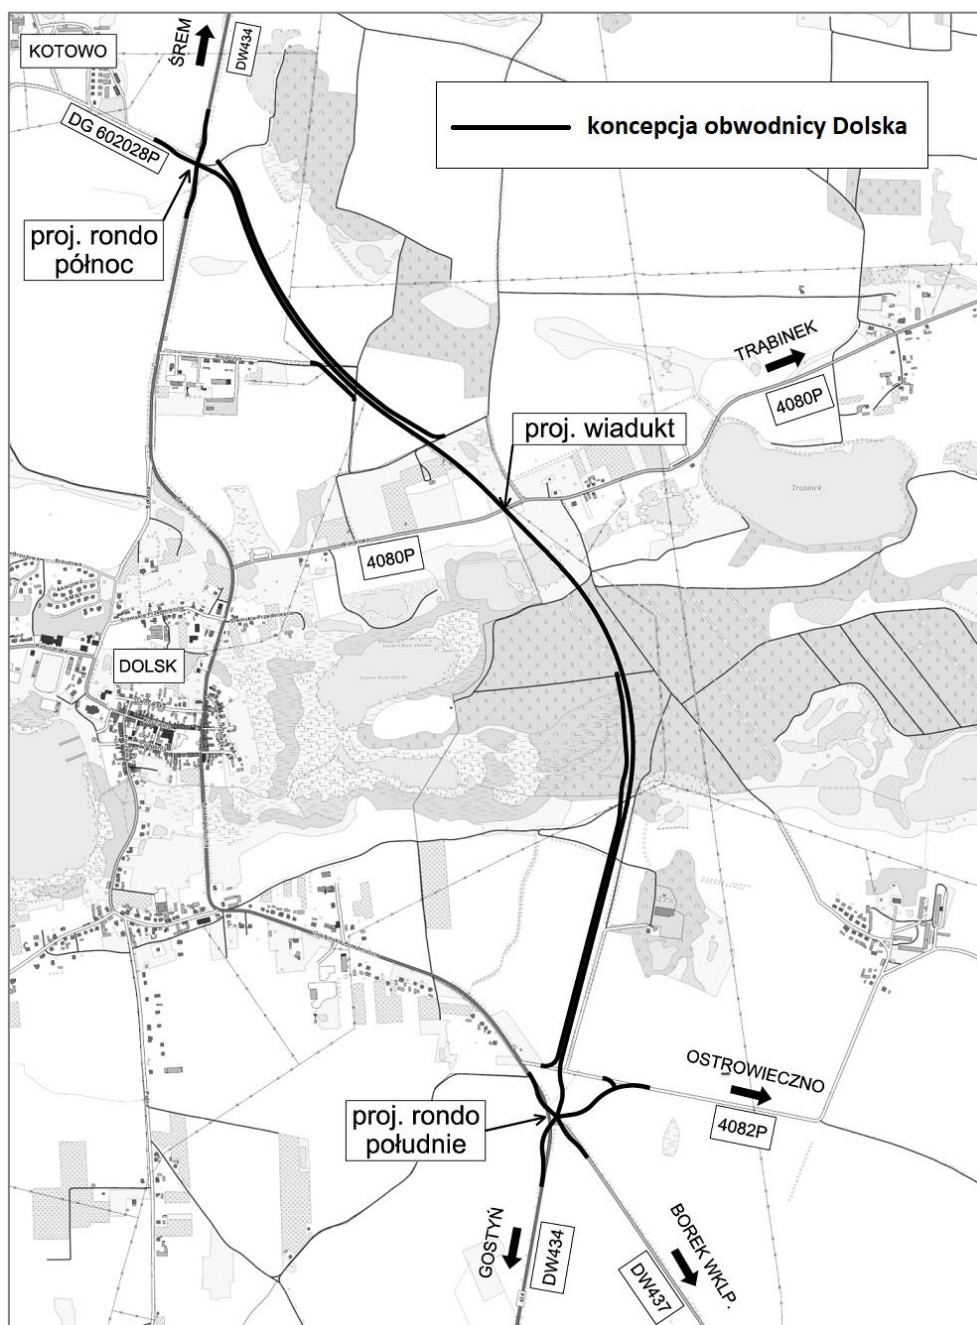 KOTOWO
ŚREM
DW434
DG 602028P
koncepcja obwodnicy Dolska
proj. rondo
północ
TRĄBINEK
4080P
proj. wiadukt
Trąbinek
4080P
DOLSK
OSTROWIECZNO
4082P
proj. rondo
południe
GOSTYŃ
DW434
DW437
BOREK WKLP.